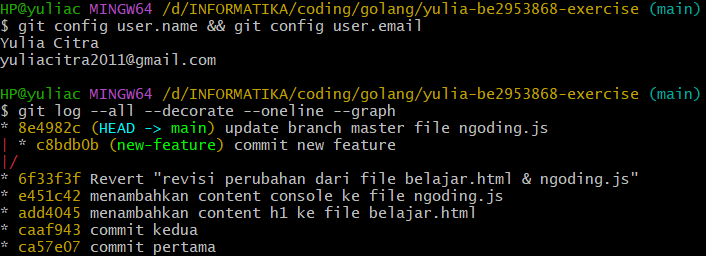 HP@yuliac MINGW64 /d/INFORMATIKA/coding/golang/yulia-be2953868-exercise (main)
$ git config user.name && git config user.email
Yulia Citra
yuliacitra2011@gmail.com

HP@yuliac MINGW64 /d/INFORMATIKA/coding/golang/yulia-be2953868-exercise (main)
$ git log --all --decorate --oneline --graph
* 8e4982c (HEAD -> main) update branch master file ngoding.js
| * c8bdb0b (new-feature) commit new feature
|/
* 6f33f3f Revert "revisi perubahan dari file belajar.html & ngoding.js"
* e451c42 menambahkan content console ke file ngoding.js
* add4045 menambahkan content h1 ke file belajar.html
* caaf943 commit kedua
* ca57e07 commit pertama